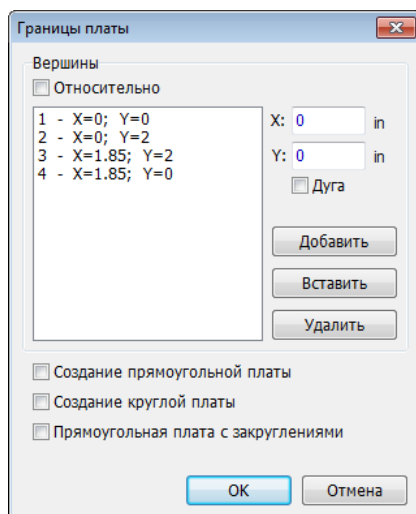 Границы платы
Вершины
Относительно
1 - X=0; Y=0
2 - X=0; Y=2
3 - X=1.85; Y=2
4 - X=1.85; Y=0
X: 0 in
Y: 0 in
Дуга
Добавить
Вставить
Удалить
Создание прямоугольной платы
Создание круглой платы
Прямоугольная плата с закруглениями
OK Отмена